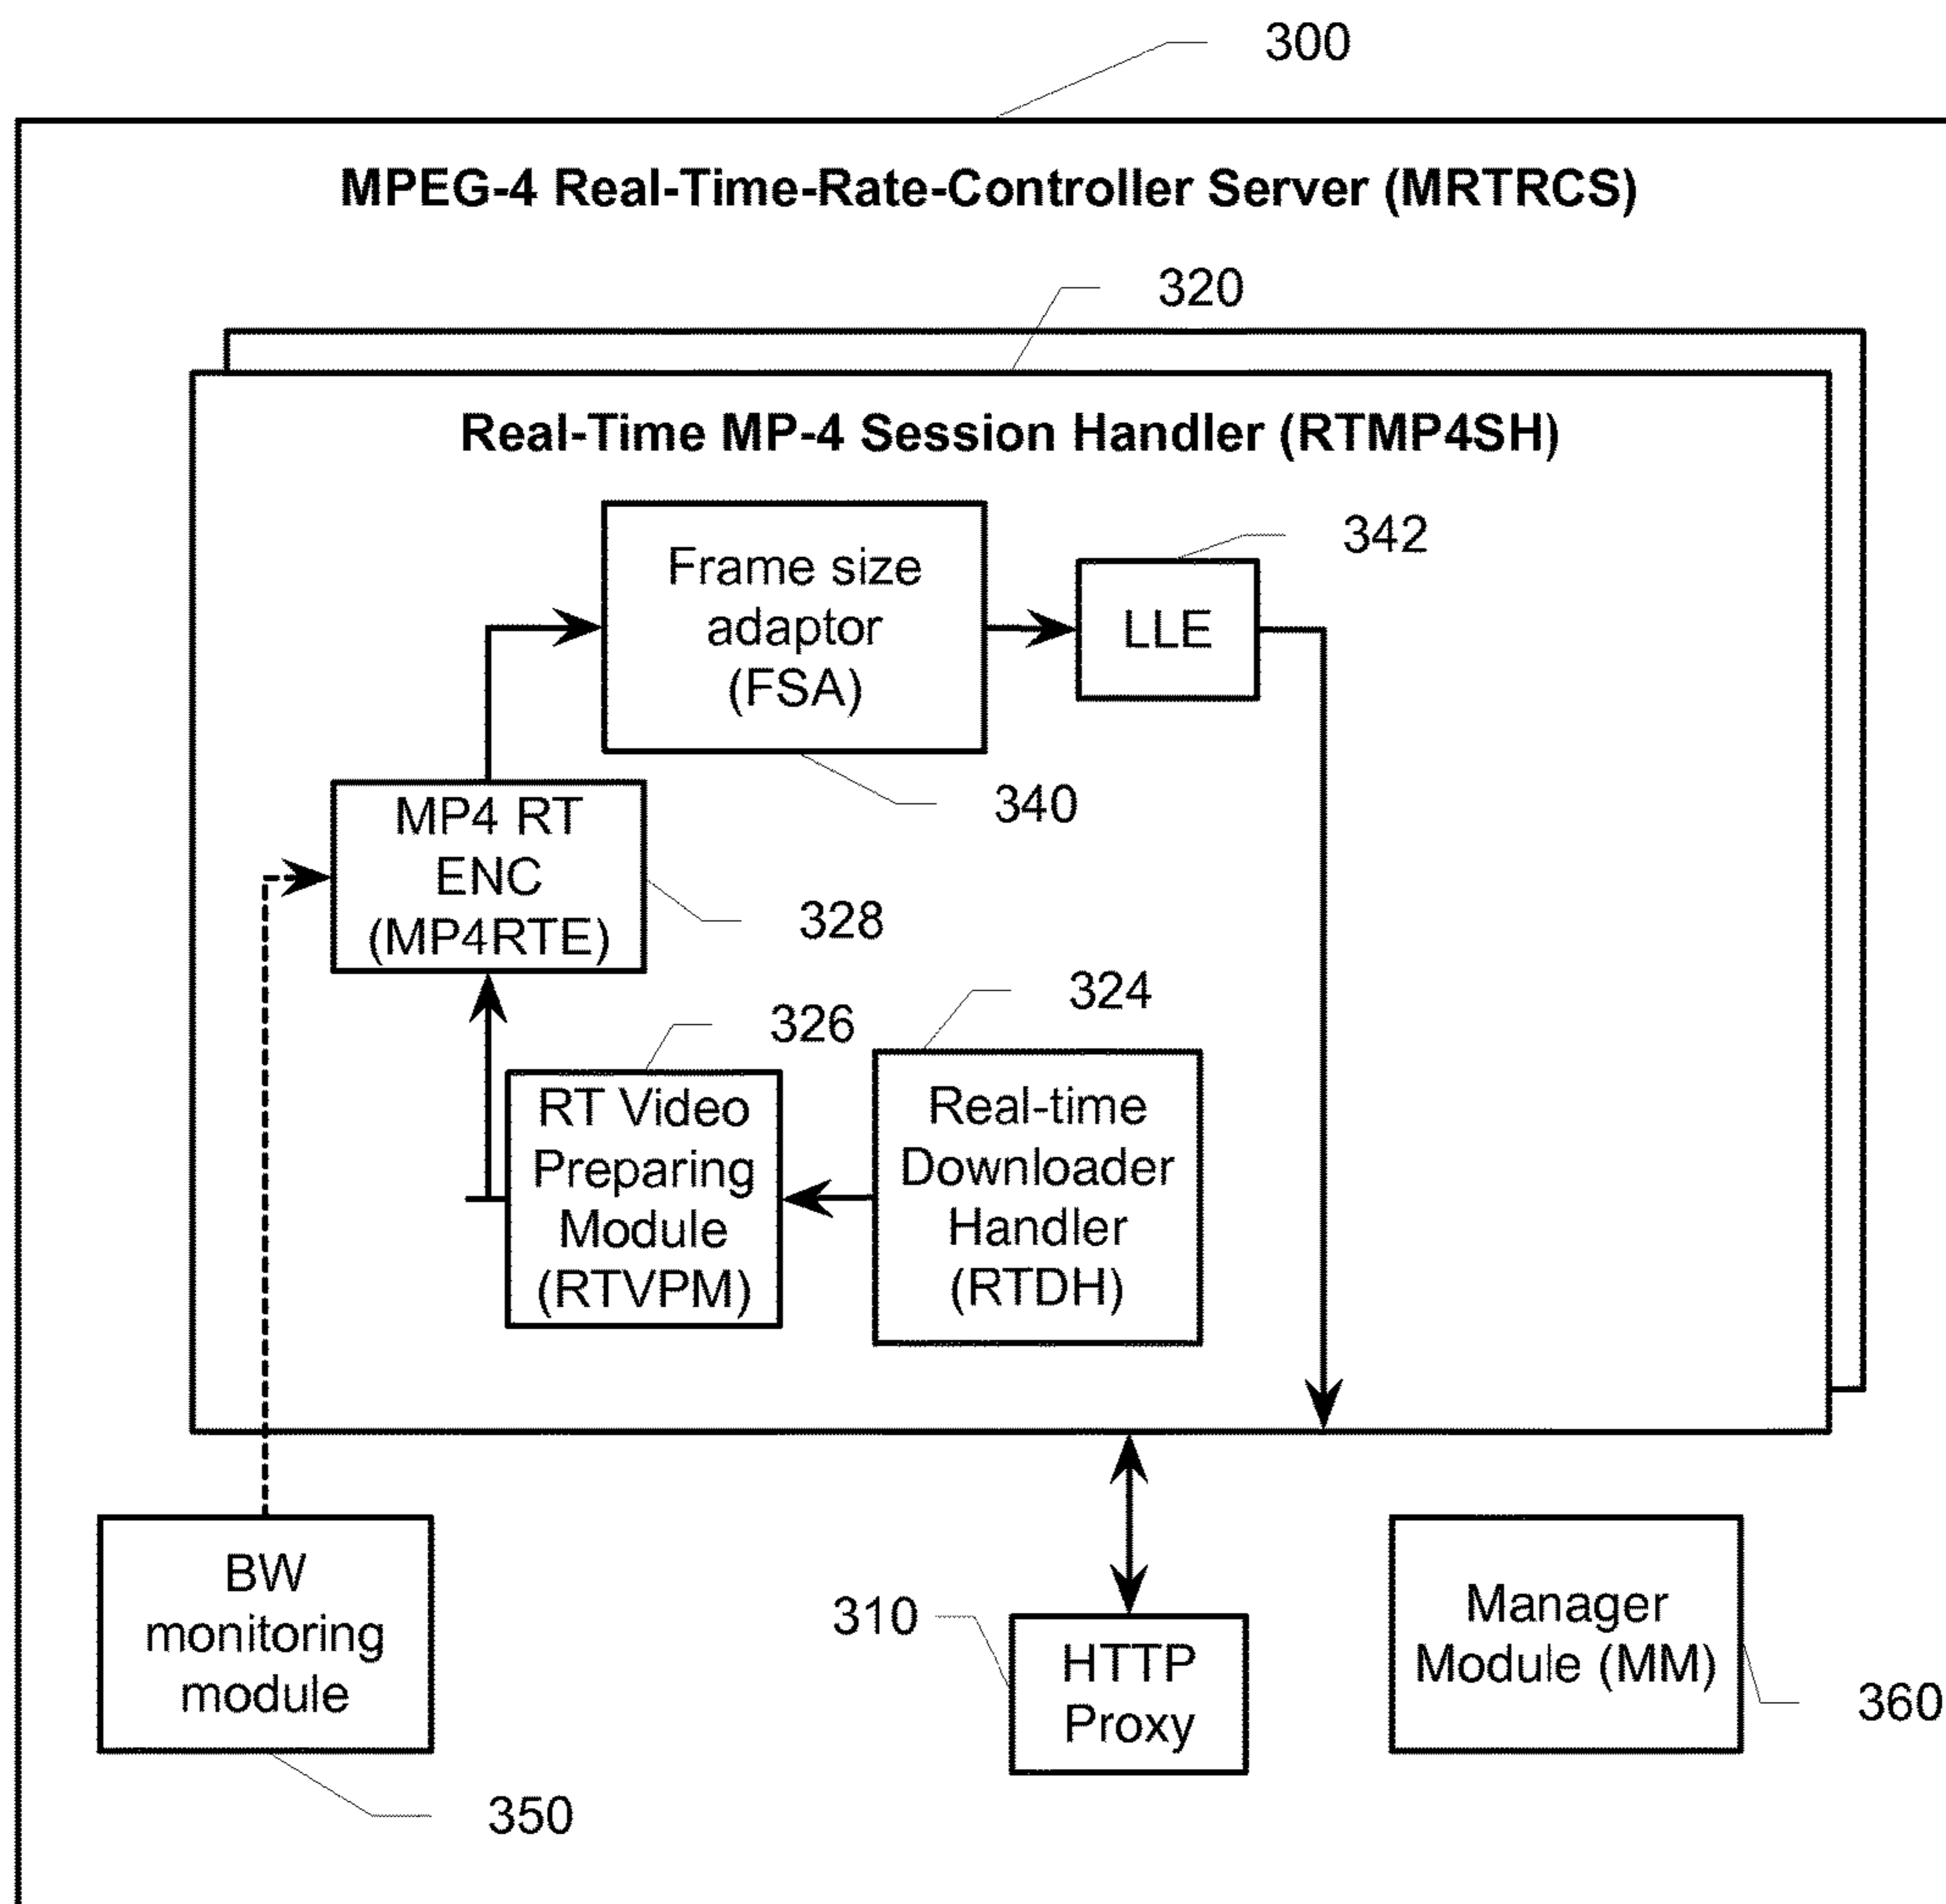 300
MPEG-4 Real-Time-Rate-Controller Server (MRTRCS)
320
Real-Time MP-4 Session Handler (RTMP4SH)
Frame size
adaptor
(FSA)
342
LLE
340
MP4 RT
ENC
(MP4RTE)
328
326
324
RT Video
Preparing
Module
(RTVPM)
Real-time
Downloader
Handler
(RTDH)
BW
monitoring
module
350
310
HTTP
Proxy
Manager
Module (MM)
360